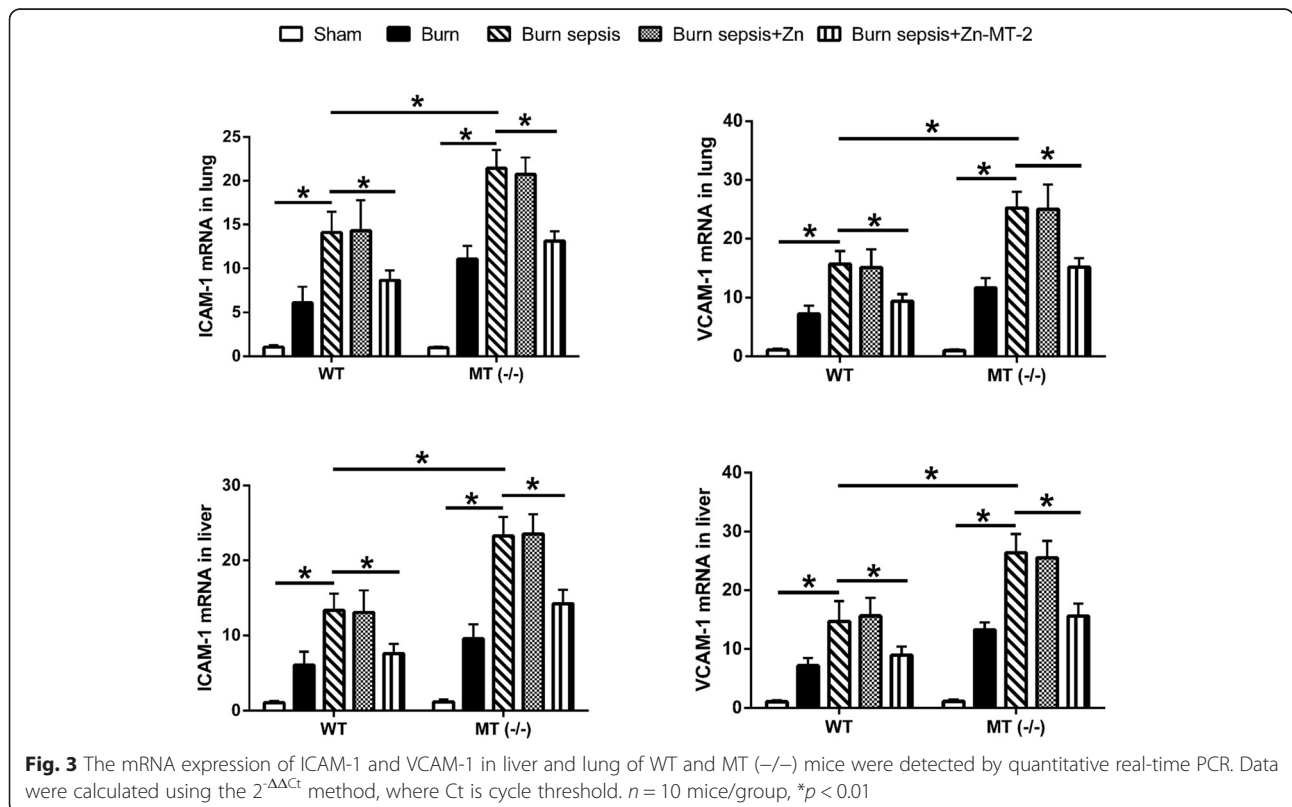 Sham Burn Burn sepsis Burn sepsis+Zn Burn sepsis+Zn-MT-2
ICAM-1 mRNA in lung
25
20
15
10
5
0
* * * * *
WT MT (-/-)
VCAM-1 mRNA in lung
40
30
20
10
0
* * * * *
WT MT (-/-)
ICAM-1 mRNA in liver
30
20
10
0
* * * * *
WT MT (-/-)
VCAM-1 mRNA in liver
40
30
20
10
0
* * * * *
WT MT (-/-)
Fig. 3 The mRNA expression of ICAM-1 and VCAM-1 in liver and lung of WT and MT (−/−) mice were detected by quantitative real-time PCR. Data
were calculated using the 2^-ΔΔCt method, where Ct is cycle threshold. n = 10 mice/group, *p < 0.01